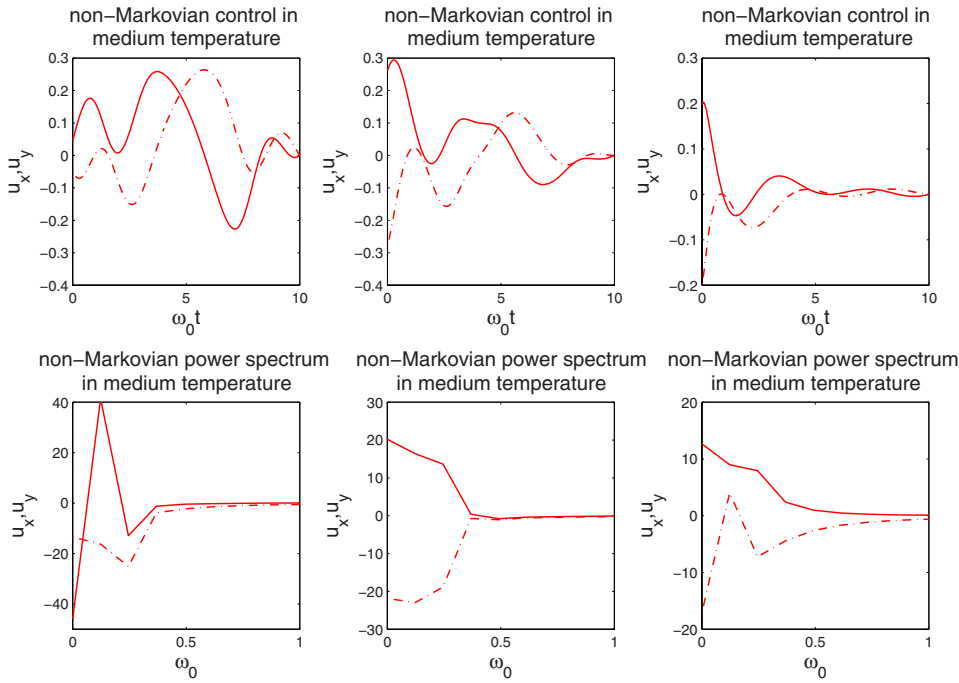 non−Markovian control in
medium temperature
0.3
0.2
0.1
0
−0.1
−0.2
−0.3
−0.4
0
5
10
u_x,u_y
ω_0t
non−Markovian control in
medium temperature
0.3
0.2
0.1
0
−0.1
−0.2
−0.3
−0.4
0
5
10
u_x,u_y
ω_0t
non−Markovian control in
medium temperature
0.3
0.2
0.1
0
−0.1
−0.2
0
5
10
u_x,u_y
ω_0t
non−Markovian power spectrum
in medium temperature
40
20
0
−20
−40
0
0.5
1
u_x,u_y
ω_0
non−Markovian power spectrum
in medium temperature
30
20
10
0
−10
−20
−30
0
0.5
1
u_x,u_y
ω_0
non−Markovian power spectrum
in medium temperature
20
10
0
−10
−20
0
0.5
1
u_x,u_y
ω_0